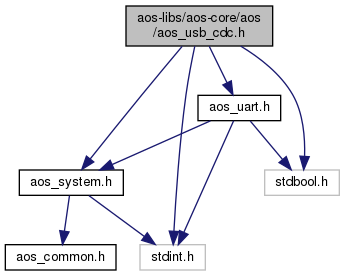 aos-libs/aos-core/aos
/aos_usb_cdc.h
aos_uart.h
aos_system.h
stdbool.h
aos_common.h
stdint.h